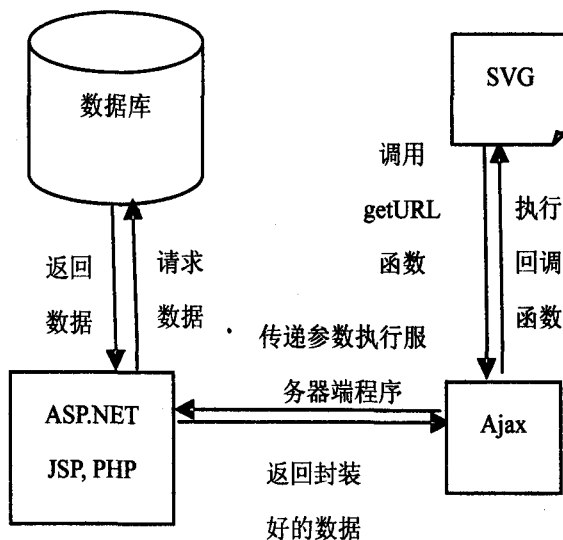 数据库
SVG
调用
getURL
函数
执行
回调
函数
返回
数据
请求
数据
传递参数执行服
务器端程序
ASP.NET
JSP, PHP
Ajax
返回封装
好的数据